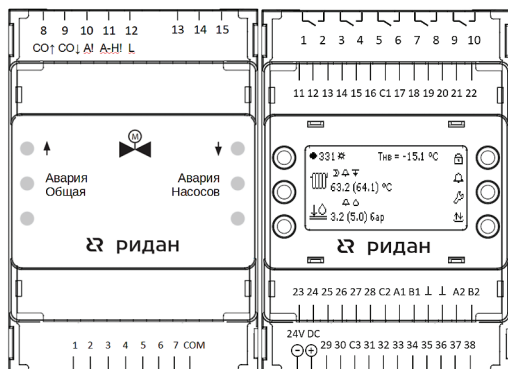 8 9 10 11 12 13 14 15
CO↑ CO↓ A! A-H! L
Авария
Общая
Авария
Насосов
ридан
1 2 3 4 5 6 7 COM
1 2 3 4 5 6 7 8 9 10
11 12 13 14 15 16 C1 17 18 19 20 21 22
331 Tнв = -15.1 °C
63.2 (64.1) °C
3.2 (5.0) бар
ридан
23 24 25 26 27 28 C2 A1 B1 ⊥ ⊥ A2 B2
24V DC
29 30 C3 31 32 33 34 35 36 37 38